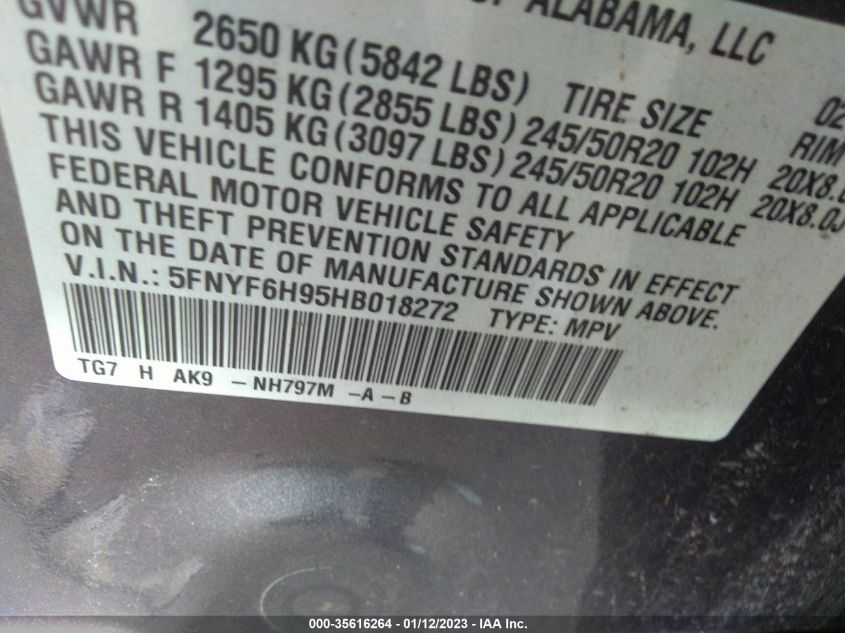 OF ALABAMA, LLC
GVWR 2650 KG (5842 LBS) 02
GAWR F 1295 KG (2855 LBS) TIRE SIZE RIM
GAWR R 1405 KG (3097 LBS) 245/50R20 102H 20X8.0
245/50R20 102H 20X8.0J
THIS VEHICLE CONFORMS TO ALL APPLICABLE
FEDERAL MOTOR VEHICLE SAFETY
AND THEFT PREVENTION STANDARDS IN EFFECT
ON THE DATE OF MANUFACTURE SHOWN ABOVE.
V.I.N.: 5FNYF6H95HB018272 TYPE: MPV
TG7 H AK9 – NH797M –A – B
000-35616264 - 01/12/2023 - IAA Inc.